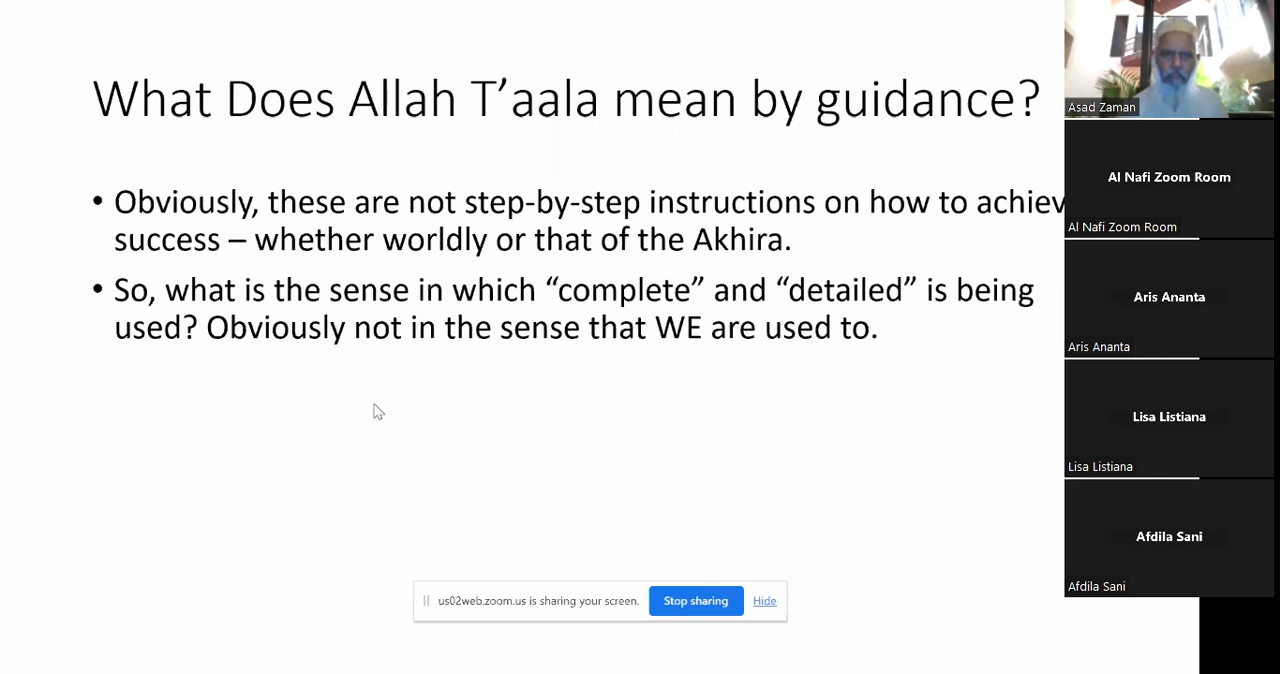 What Does Allah T’aala mean by guidance?
• Obviously, these are not step-by-step instructions on how to achiev
success – whether worldly or that of the Akhira.
• So, what is the sense in which “complete” and “detailed” is being
used? Obviously not in the sense that WE are used to.
us02web.zoom.us is sharing your screen. Stop sharing Hide
Asad Zaman
Al Nafi Zoom Room
Al Nafi Zoom Room
Aris Ananta
Aris Ananta
Lisa Listiana
Lisa Listiana
Afdila Sani
Afdila Sani